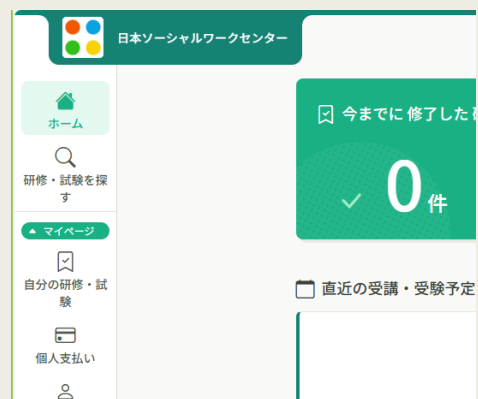 日本ソーシャルワークセンター
ホーム
研修・試験を探
す
マイページ
自分の研修・試
験
個人支払い
今までに修了した
0件
直近の受講・受験予定